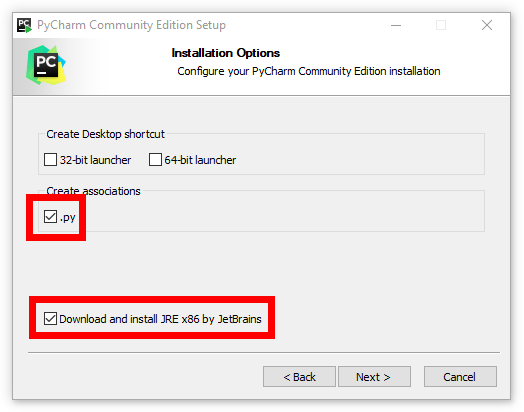 PC PyCharm Community Edition Setup
PC
Installation Options
Configure your PyCharm Community Edition installation
Create Desktop shortcut
32-bit launcher 64-bit launcher
Create associations
.py
Download and install JRE x86 by JetBrains
< Back Next > Cancel